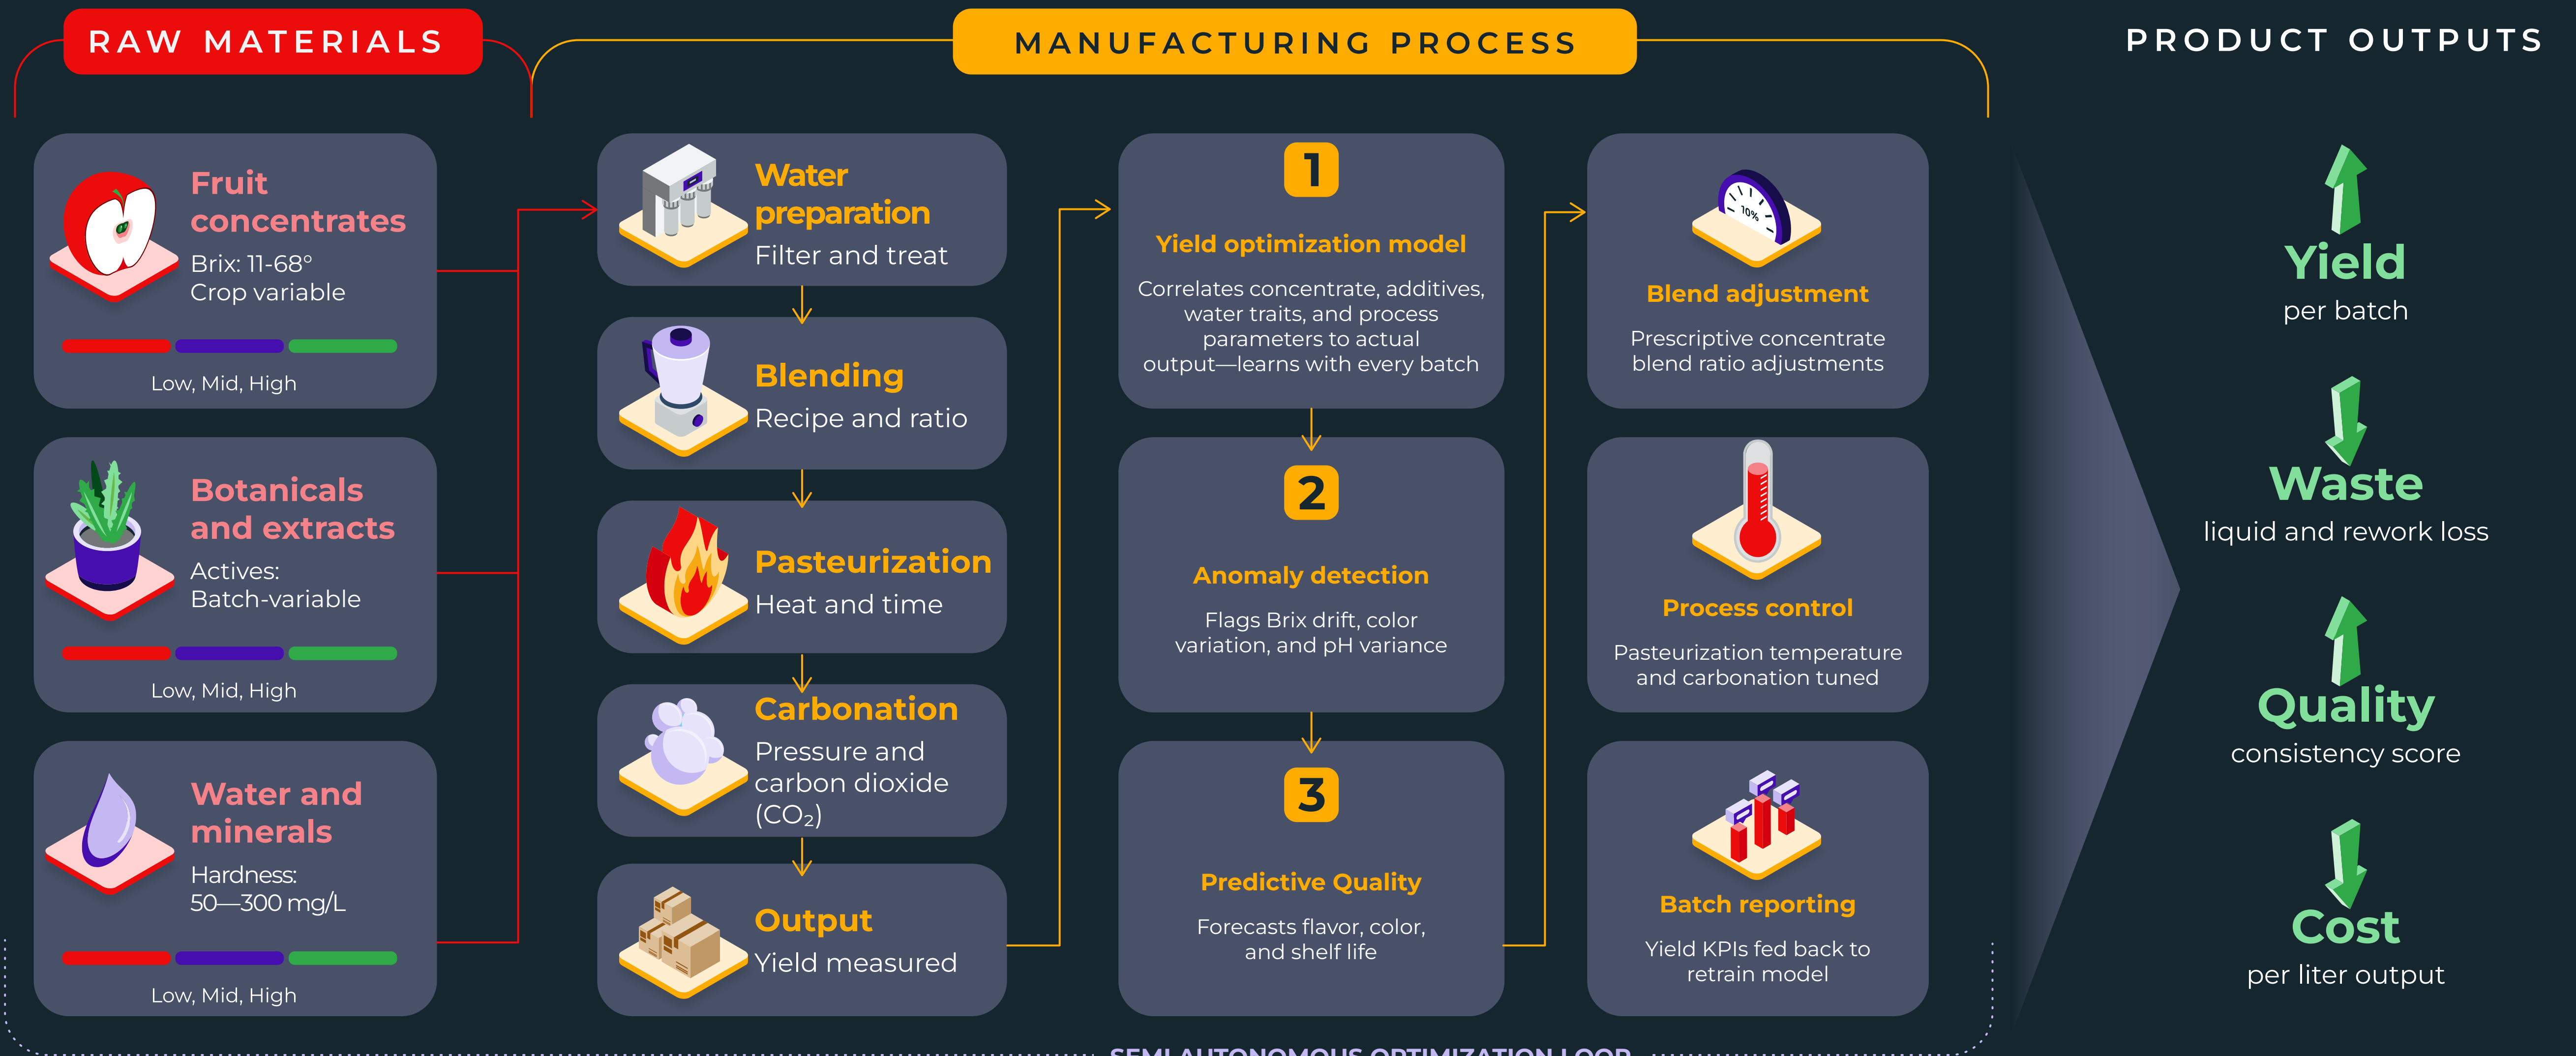 RAW MATERIALS
MANUFACTURING PROCESS
PRODUCT OUTPUTS
Fruit
concentrates
Brix: 11-68°
Crop variable
Low, Mid, High
Botanicals
and extracts
Actives:
Batch-variable
Low, Mid, High
Water and
minerals
Hardness:
50—300 mg/L
Low, Mid, High
Water
preparation
Filter and treat
Blending
Recipe and ratio
Pasteurization
Heat and time
Carbonation
Pressure and
carbon dioxide
(CO₂)
Output
Yield measured
1
Yield optimization model
Correlates concentrate, additives,
water traits, and process
parameters to actual
output—learns with every batch
2
Anomaly detection
Flags Brix drift, color
variation, and pH variance
3
Predictive Quality
Forecasts flavor, color,
and shelf life
10%
Blend adjustment
Prescriptive concentrate
blend ratio adjustments
Process control
Pasteurization temperature
and carbonation tuned
Batch reporting
Yield KPIs fed back to
retrain model
Yield
per batch
Waste
liquid and rework loss
Quality
consistency score
Cost
per liter output
SEMI AUTONOMOUS OPTIMIZATION LOOP